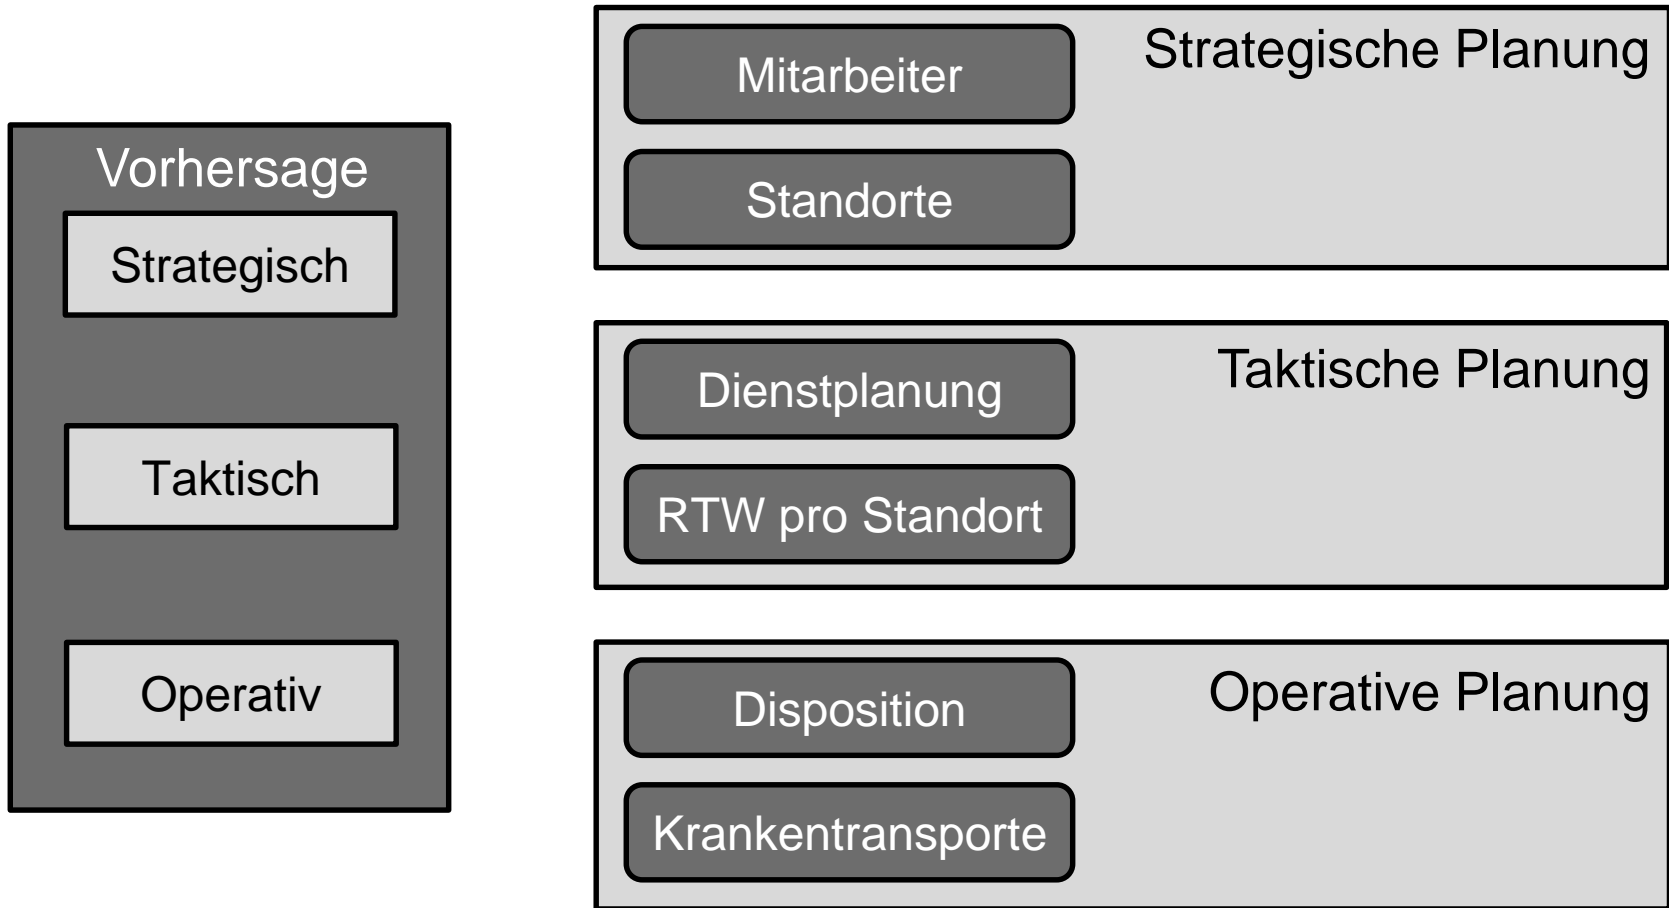 Vorhersage
Strategisch
Taktisch
Operativ
Strategische Planung
Mitarbeiter
Standorte
Taktische Planung
Dienstplanung
RTW pro Standort
Operative Planung
Disposition
Krankentransporte